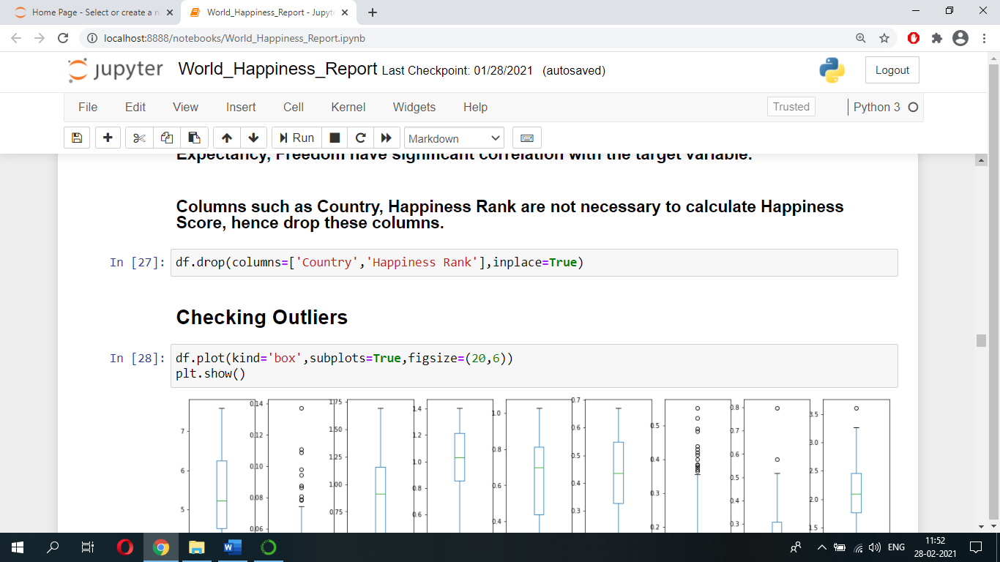 Home Page - Select or create a n
World_Happiness_Report - Jupyte
localhost:8888/notebooks/World_Happiness_Report.ipynb
jupyter World_Happiness_Report Last Checkpoint: 01/28/2021 (autosaved)
Logout
File Edit View Insert Cell Kernel Widgets Help Trusted Python 3
Run Markdown
Expectancy, Freedom have significant correlation with the target variable.
Columns such as Country, Happiness Rank are not necessary to calculate Happiness
Score, hence drop these columns.
In [27]: df.drop(columns=['Country','Happiness Rank'],inplace=True)
Checking Outliers
In [28]: df.plot(kind='box',subplots=True,figsize=(20,6))
plt.show()
7 6 5
0.14 0.12 0.10 0.08 0.06
1.75 1.50 1.25 1.00 0.75
1.4 1.2 1.0 0.8 0.6
1.0 0.8 0.6 0.4
0.7 0.6 0.5 0.4 0.3
0.5 0.4 0.3 0.2
0.8 0.7 0.6 0.5 0.4 0.3
3.5 3.0 2.5 2.0 1.5
ENG
11:52
28-02-2021